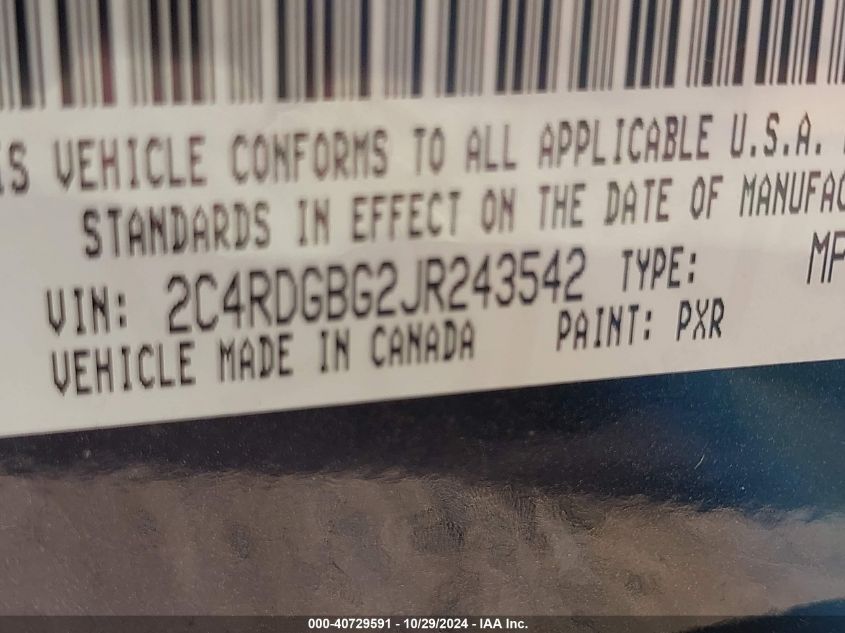 IS VEHICLE CONFORMS TO ALL APPLICABLE U.S.A.
STANDARDS IN EFFECT ON THE DATE OF MANUFAC
VIN: 2C4RDGBG2JR243542 TYPE: MP
VEHICLE MADE IN CANADA PAINT: PXR
000-40729591 - 10/29/2024 - IAA Inc.